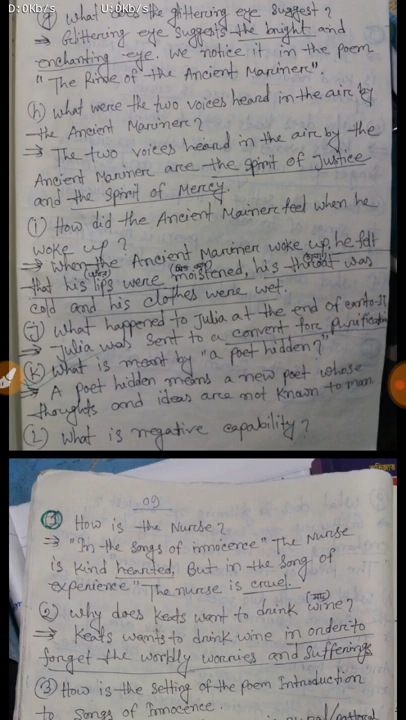 D:0Kb/s U:0Kb/s
(g) What does the glittering eye suggest?
⇒ Glittering eye suggests the bright and
enchanting eye. We notice it in the poem
"The Rime of the Ancient Mariner"
(h) What were the two voices heard in the air by
the Ancient Mariner?
⇒ The two voices heard in the air by the
Ancient Mariner are the spirit of Justice
and the spirit of Mercy.
(i) How did the Ancient Mariner feel when he
woke up?
⇒ When the Ancient Mariner woke up, he felt
that his lips were moistened, his throat was
cold and his clothes were wet.
(j) What happened to Julia at the end of canto-I?
⇒ Julia was sent to a convent for purification
(k) What is meant by "a poet hidden?"
⇒ A poet hidden means a new poet whose
thoughts and ideas are not known to man
(L) What is negative capability?
09
(1) How is the Nurse?
⇒ "In the songs of innocence" The Nurse
is kind hearted, But in the song of
experience" The nurse is cruel.
(2) Why does Keats want to drink wine? (মদ)
⇒ Keats wants to drink wine in order to
forget the worldly worries and sufferings
(3) How is the setting of the poem Introduction
to songs of Innocence.